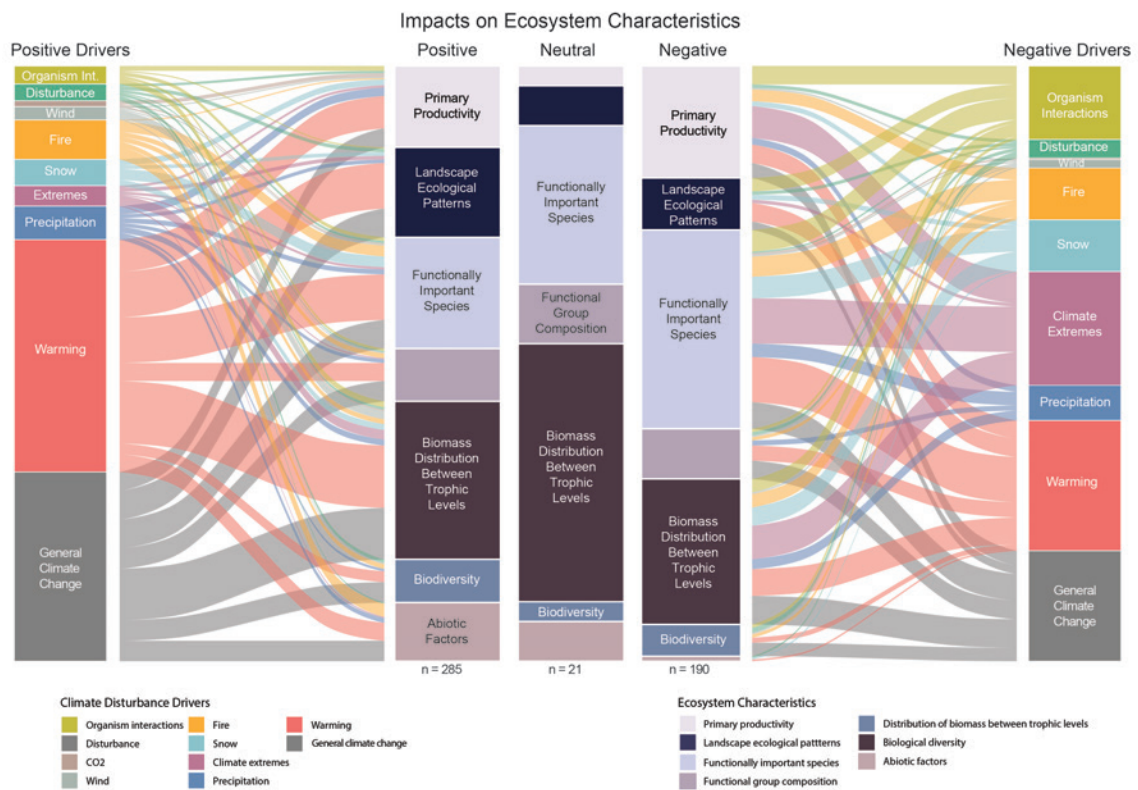 Impacts on Ecosystem Characteristics
Positive Drivers
Positive
Neutral
Negative
Negative Drivers
Organism Int.
Disturbance
Wind
Fire
Snow
Extremes
Precipitation
Warming
General
Climate
Change
Primary
Productivity
Landscape
Ecological
Patterns
Functionally
Important
Species
Biomass
Distribution
Between
Trophic
Levels
Biodiversity
Abiotic
Factors
n = 285
Functionally
Important
Species
Functional
Group
Composition
Biomass
Distribution
Between
Trophic
Levels
Biodiversity
n = 21
Primary
Productivity
Landscape
Ecological
Patterns
Functionally
Important
Species
Biomass
Distribution
Between
Trophic
Levels
Biodiversity
n = 190
Organism
Interactions
Disturbance
Wind
Fire
Snow
Climate
Extremes
Precipitation
Warming
General
Climate
Change
Climate Disturbance Drivers
Organism interactions
Disturbance
CO2
Wind
Fire
Snow
Climate extremes
Precipitation
Warming
General climate change
Ecosystem Characteristics
Primary productivity
Landscape ecological pattterns
Functionally important species
Functional group composition
Distribution of biomass between trophic levels
Biological diversity
Abiotic factors